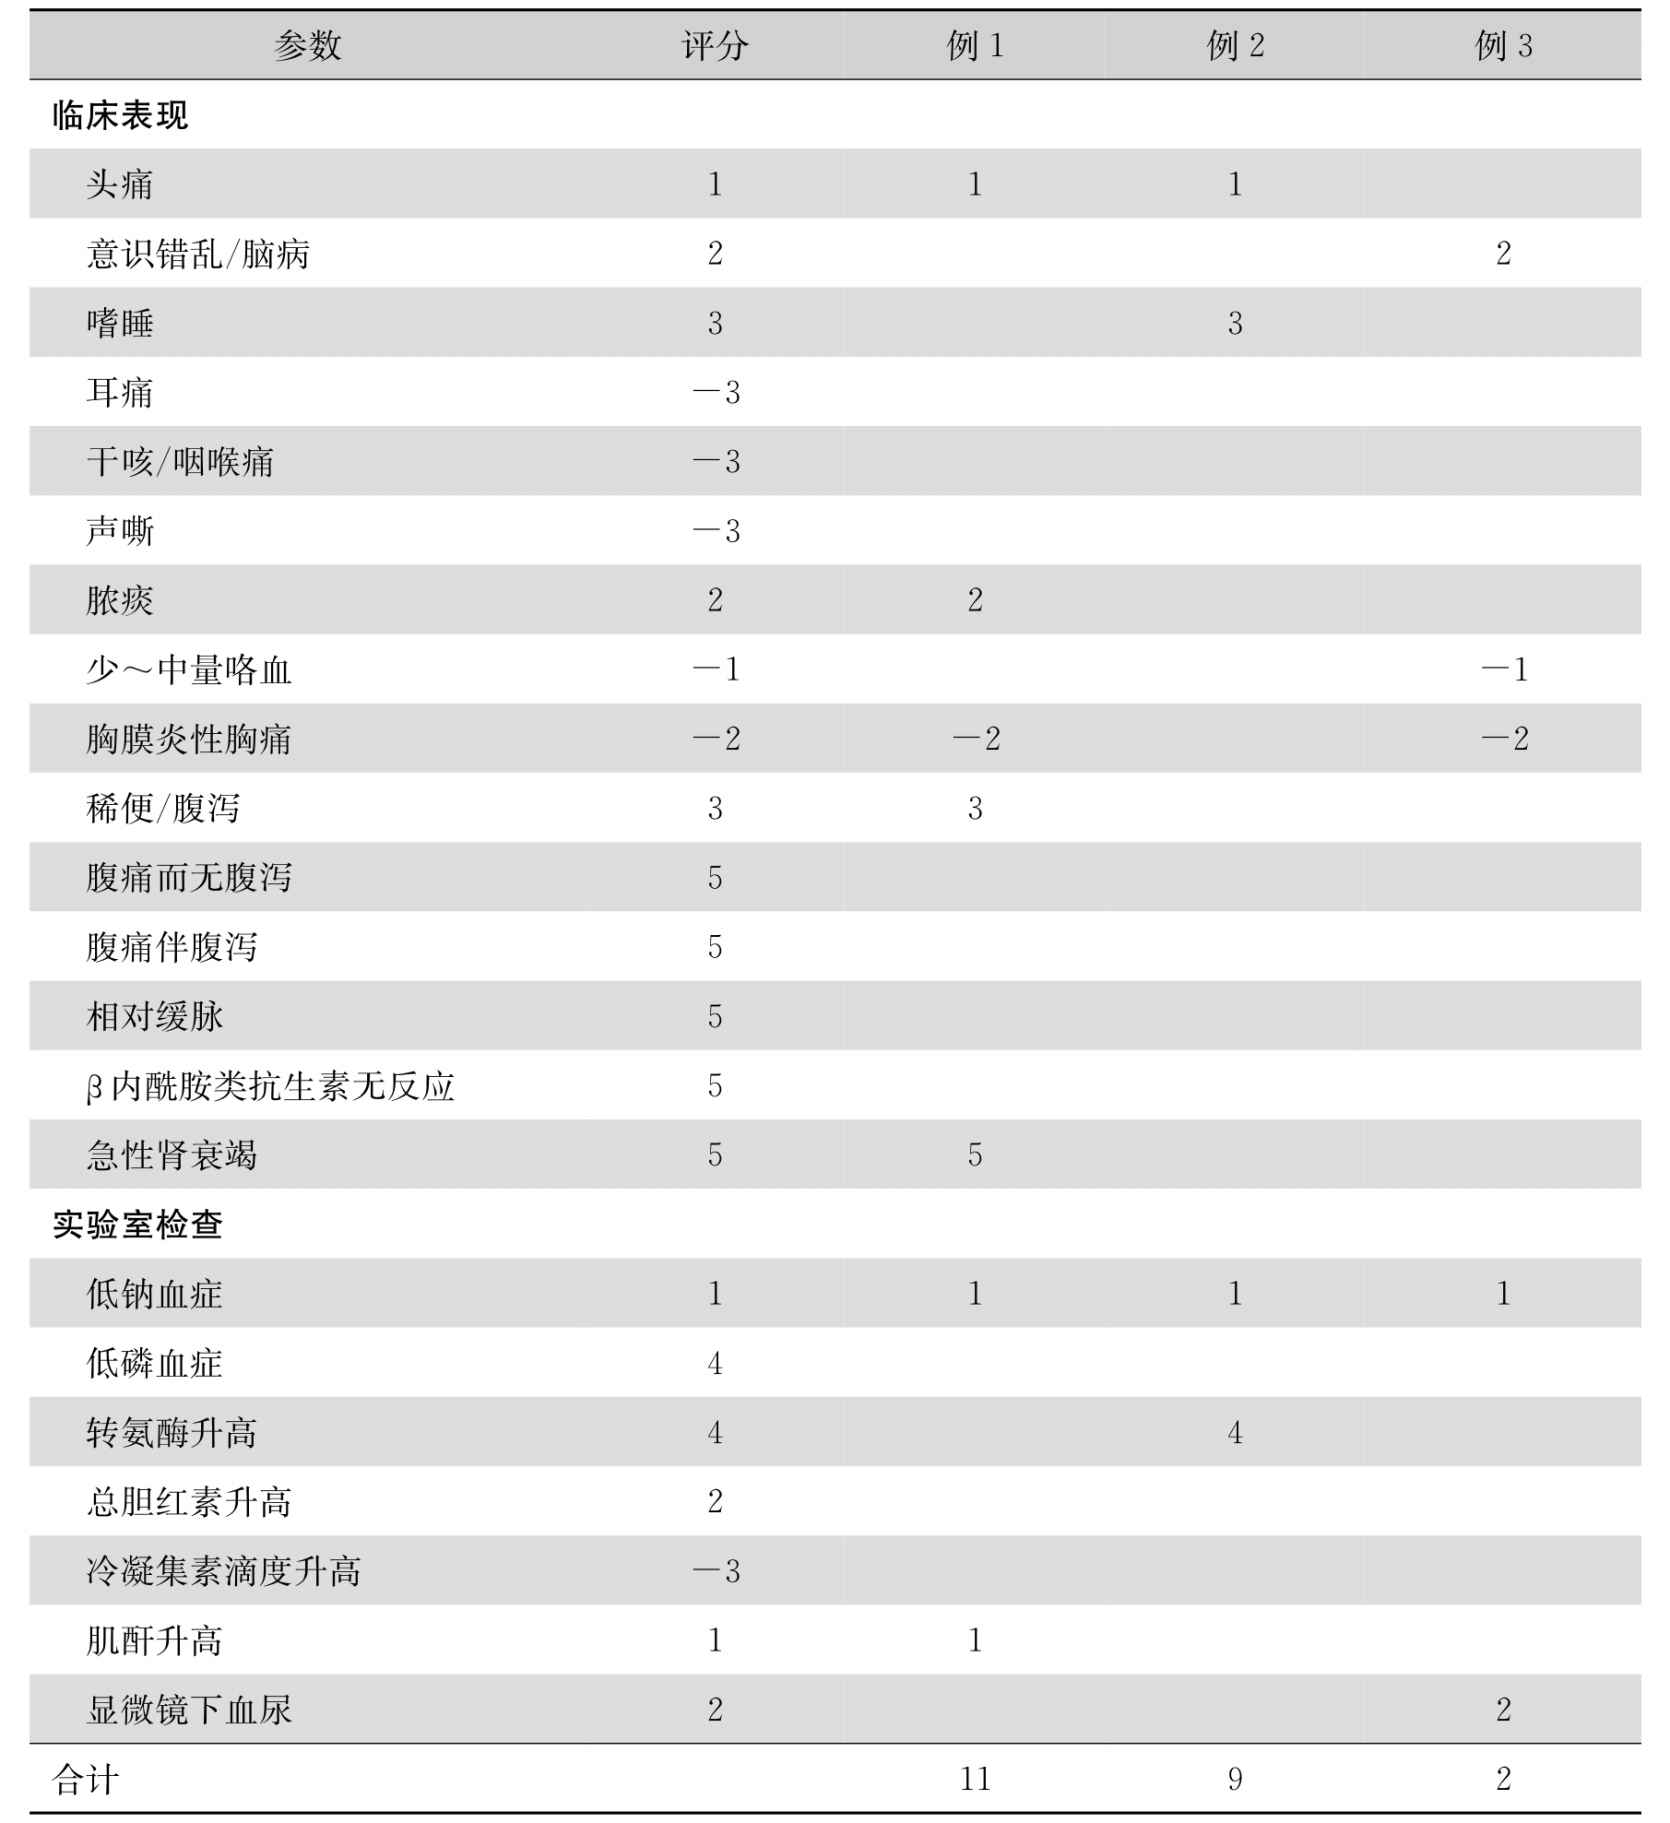 参数 评分 例1 例2 例3
临床表现
头痛 1 1 1
意识错乱/脑病 2 2
嗜睡 3 3
耳痛 −3
干咳/咽喉痛 −3
声嘶 −3
脓痰 2 2
少～中量咯血 −1 −1
胸膜炎性胸痛 −2 −2 −2
稀便/腹泻 3 3
腹痛而无腹泻 5
腹痛伴腹泻 5
相对缓脉 5
β内酰胺类抗生素无反应 5
急性肾衰竭 5 5
实验室检查
低钠血症 1 1 1 1
低磷血症 4
转氨酶升高 4 4
总胆红素升高 2
冷凝集素滴度升高 −3
肌酐升高 1 1
显微镜下血尿 2 2
合计 11 9 2